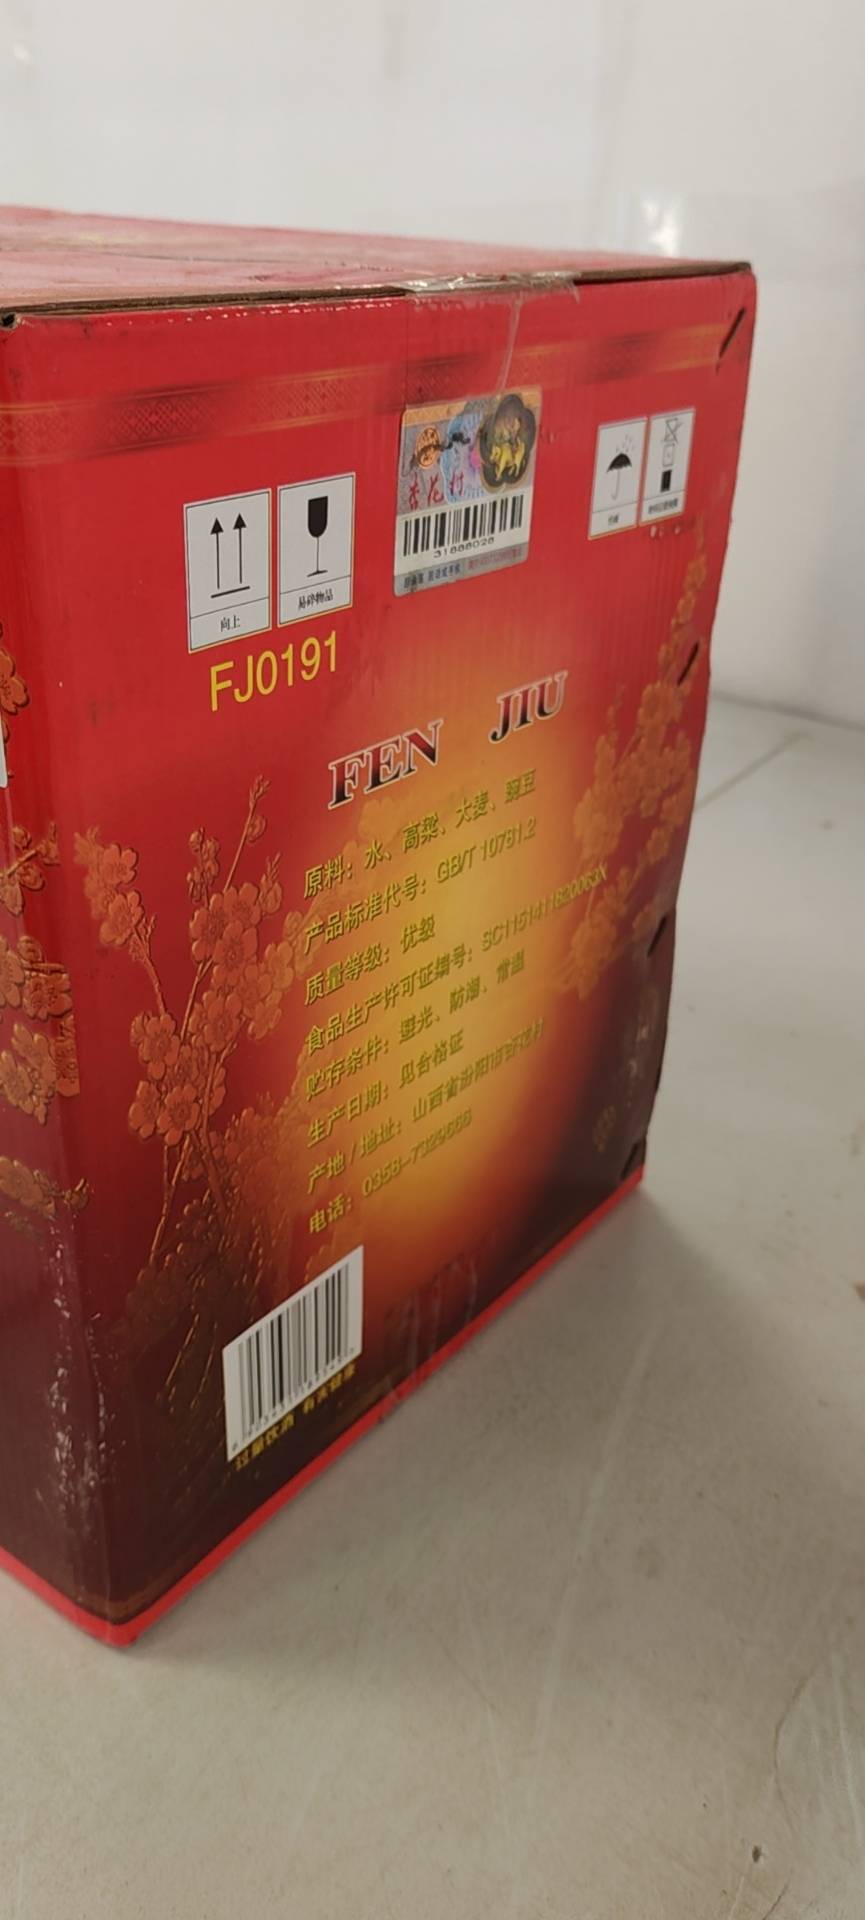 杏花村
31888028
向上
易碎物品
FJ0191
FEN JIU
原料：水、高粱、大麦、豌豆
产品标准代号：GB/T 10781.2
质量等级：优级
食品生产许可证编号：SC1151411820063X
贮存条件：避光、防潮、常温
生产日期：见合格证
产地/地址：山西省汾阳市杏花村
电话：0358-7329666
过量饮酒 有害健康